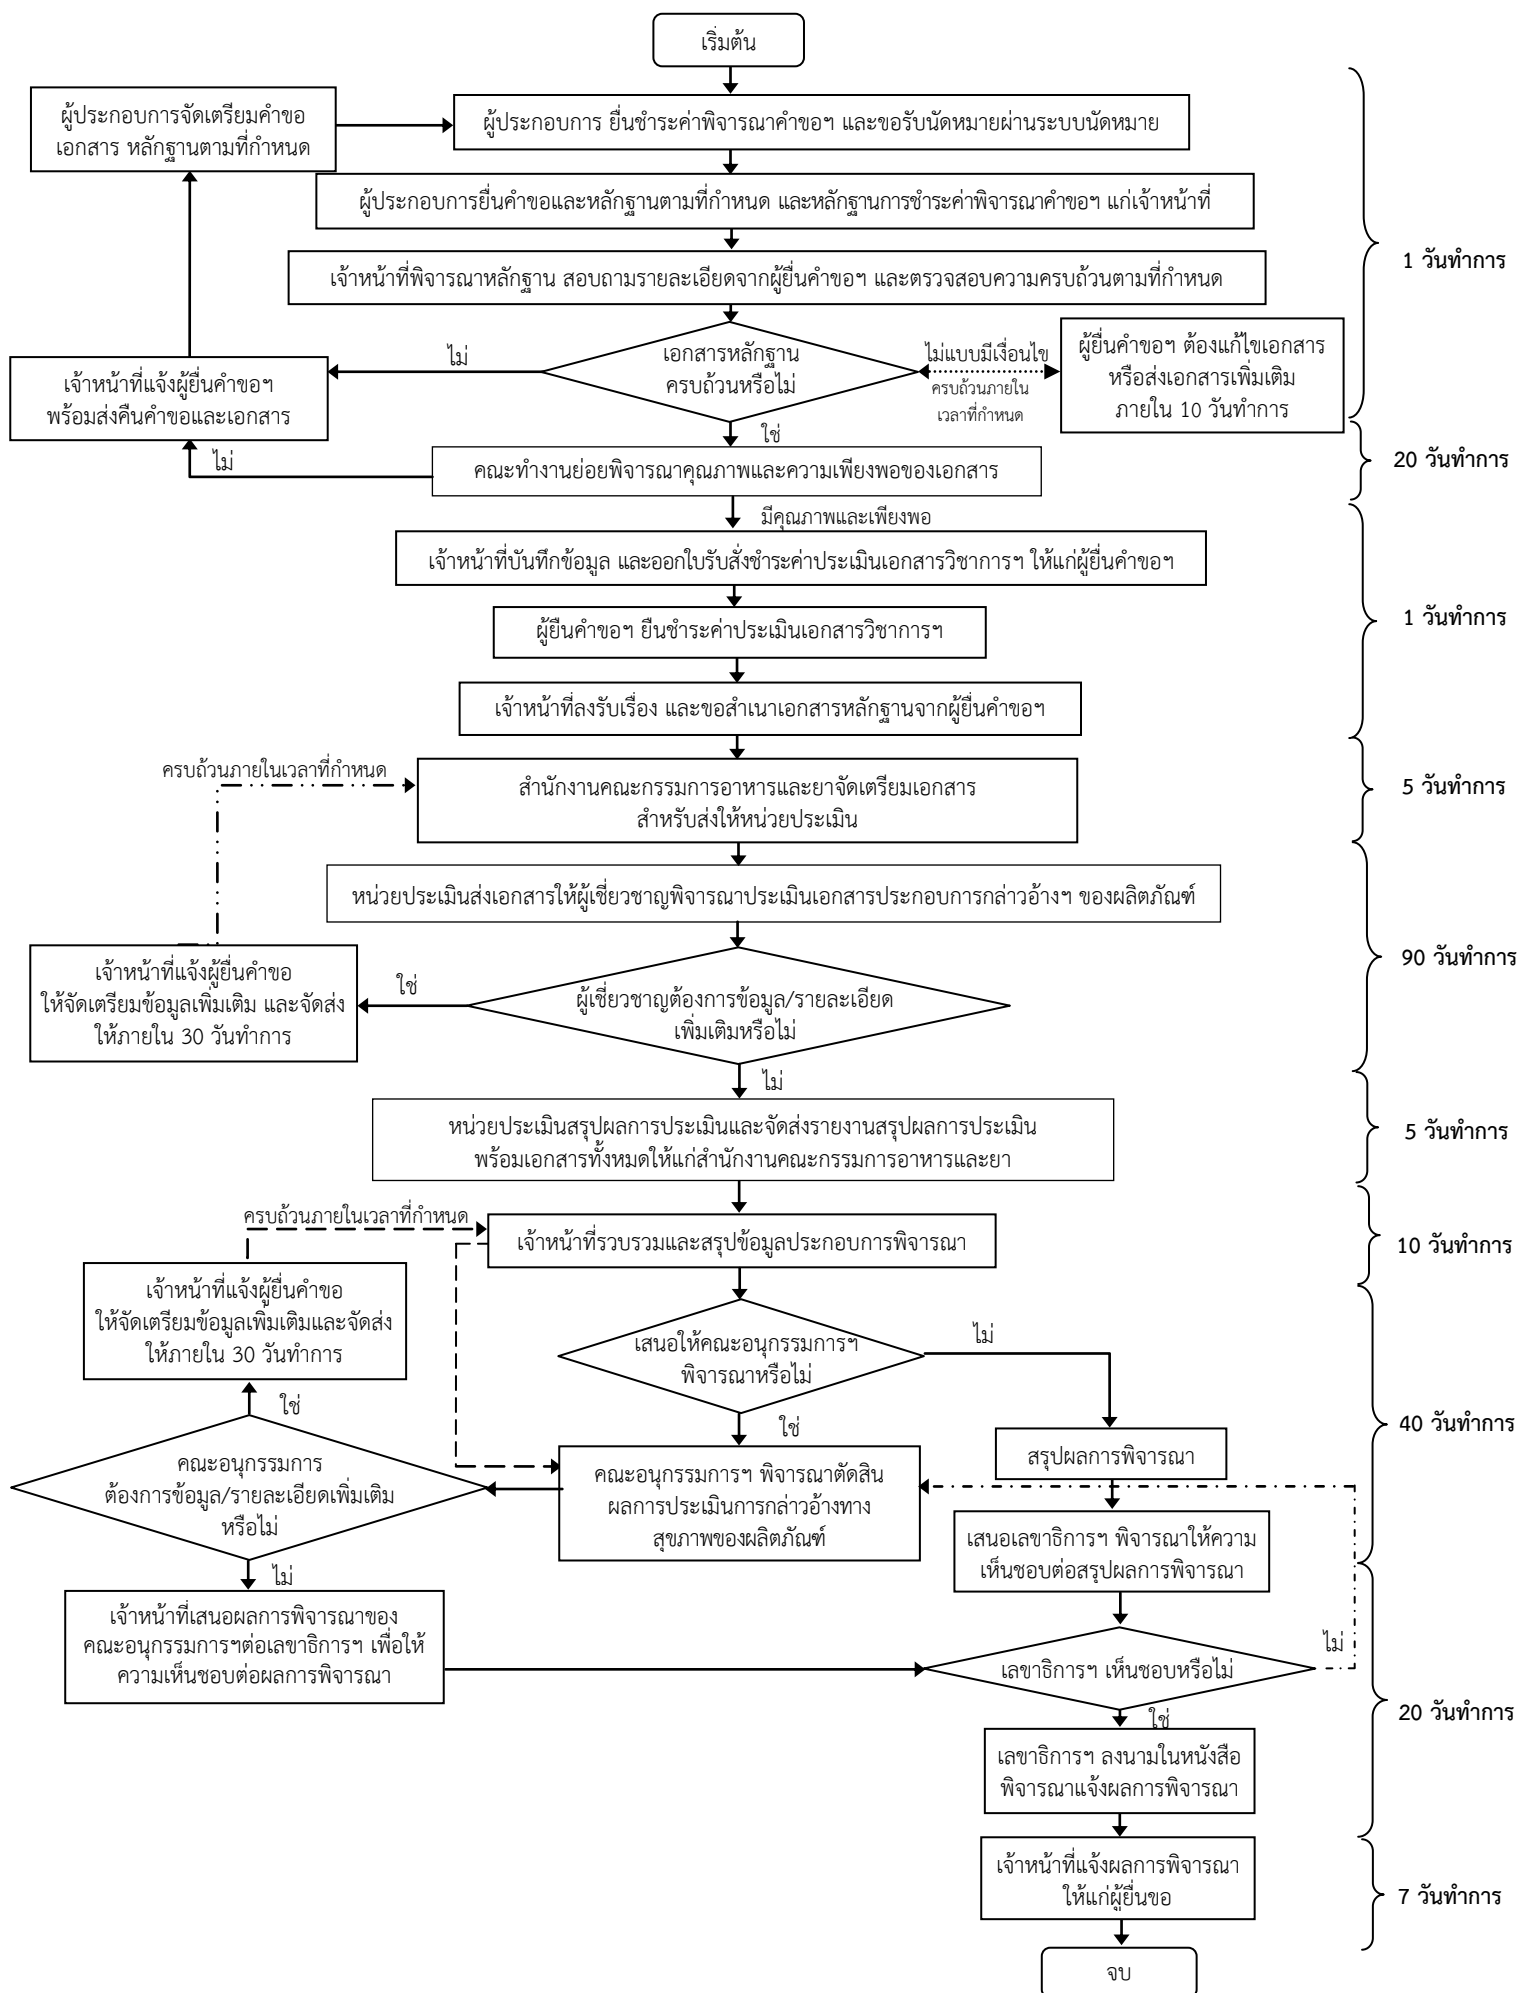 เริ่มต้น
ผู้ประกอบการจัดเตรียมคำขอ
เอกสาร หลักฐานตามที่กำหนด
ผู้ประกอบการ ยื่นชำระค่าพิจารณาคำขอฯ และขอรับนัดหมายผ่านระบบนัดหมาย
ผู้ประกอบการยื่นคำขอและหลักฐานตามที่กำหนด และหลักฐานการชำระค่าพิจารณาคำขอฯ แก่เจ้าหน้าที่
เจ้าหน้าที่พิจารณาหลักฐาน สอบถามรายละเอียดจากผู้ยื่นคำขอฯ และตรวจสอบความครบถ้วนตามที่กำหนด
1 วันทำการ
เอกสารหลักฐาน
ครบถ้วนหรือไม่
ไม่
ไม่แบบมีเงื่อนไข
ครบถ้วนภายใน
เวลาที่กำหนด
ผู้ยื่นคำขอฯ ต้องแก้ไขเอกสาร
หรือส่งเอกสารเพิ่มเติม
ภายใน 10 วันทำการ
เจ้าหน้าที่แจ้งผู้ยื่นคำขอฯ
พร้อมส่งคืนคำขอและเอกสาร
ใช่
ไม่
คณะทำงานย่อยพิจารณาคุณภาพและความเพียงพอของเอกสาร
20 วันทำการ
มีคุณภาพและเพียงพอ
เจ้าหน้าที่บันทึกข้อมูล และออกใบรับสั่งชำระค่าประเมินเอกสารวิชาการฯ ให้แก่ผู้ยื่นคำขอฯ
ผู้ยืนคำขอฯ ยืนชำระค่าประเมินเอกสารวิชาการฯ
1 วันทำการ
เจ้าหน้าที่ลงรับเรื่อง และขอสำเนาเอกสารหลักฐานจากผู้ยื่นคำขอฯ
ครบถ้วนภายในเวลาที่กำหนด
สำนักงานคณะกรรมการอาหารและยาจัดเตรียมเอกสาร
สำหรับส่งให้หน่วยประเมิน
5 วันทำการ
หน่วยประเมินส่งเอกสารให้ผู้เชี่ยวชาญพิจารณาประเมินเอกสารประกอบการกล่าวอ้างฯ ของผลิตภัณฑ์
90 วันทำการ
เจ้าหน้าที่แจ้งผู้ยื่นคำขอ
ให้จัดเตรียมข้อมูลเพิ่มเติม และจัดส่ง
ให้ภายใน 30 วันทำการ
ใช่
ผู้เชี่ยวชาญต้องการข้อมูล/รายละเอียด
เพิ่มเติมหรือไม่
ไม่
หน่วยประเมินสรุปผลการประเมินและจัดส่งรายงานสรุปผลการประเมิน
พร้อมเอกสารทั้งหมดให้แก่สำนักงานคณะกรรมการอาหารและยา
5 วันทำการ
ครบถ้วนภายในเวลาที่กำหนด
เจ้าหน้าที่รวบรวมและสรุปข้อมูลประกอบการพิจารณา
10 วันทำการ
เจ้าหน้าที่แจ้งผู้ยื่นคำขอ
ให้จัดเตรียมข้อมูลเพิ่มเติมและจัดส่ง
ให้ภายใน 30 วันทำการ
เสนอให้คณะอนุกรรมการฯ
พิจารณาหรือไม่
ไม่
ใช่
ใช่
40 วันทำการ
คณะอนุกรรมการ
ต้องการข้อมูล/รายละเอียดเพิ่มเติม
หรือไม่
คณะอนุกรรมการฯ พิจารณาตัดสิน
ผลการประเมินการกล่าวอ้างทาง
สุขภาพของผลิตภัณฑ์
สรุปผลการพิจารณา
เสนอเลขาธิการฯ พิจารณาให้ความ
เห็นชอบต่อสรุปผลการพิจารณา
ไม่
เจ้าหน้าที่เสนอผลการพิจารณาของ
คณะอนุกรรมการฯต่อเลขาธิการฯ เพื่อให้
ความเห็นชอบต่อผลการพิจารณา
เลขาธิการฯ เห็นชอบหรือไม่
ไม่
20 วันทำการ
ใช่
เลขาธิการฯ ลงนามในหนังสือ
พิจารณาแจ้งผลการพิจารณา
เจ้าหน้าที่แจ้งผลการพิจารณา
ให้แก่ผู้ยื่นขอ
7 วันทำการ
จบ